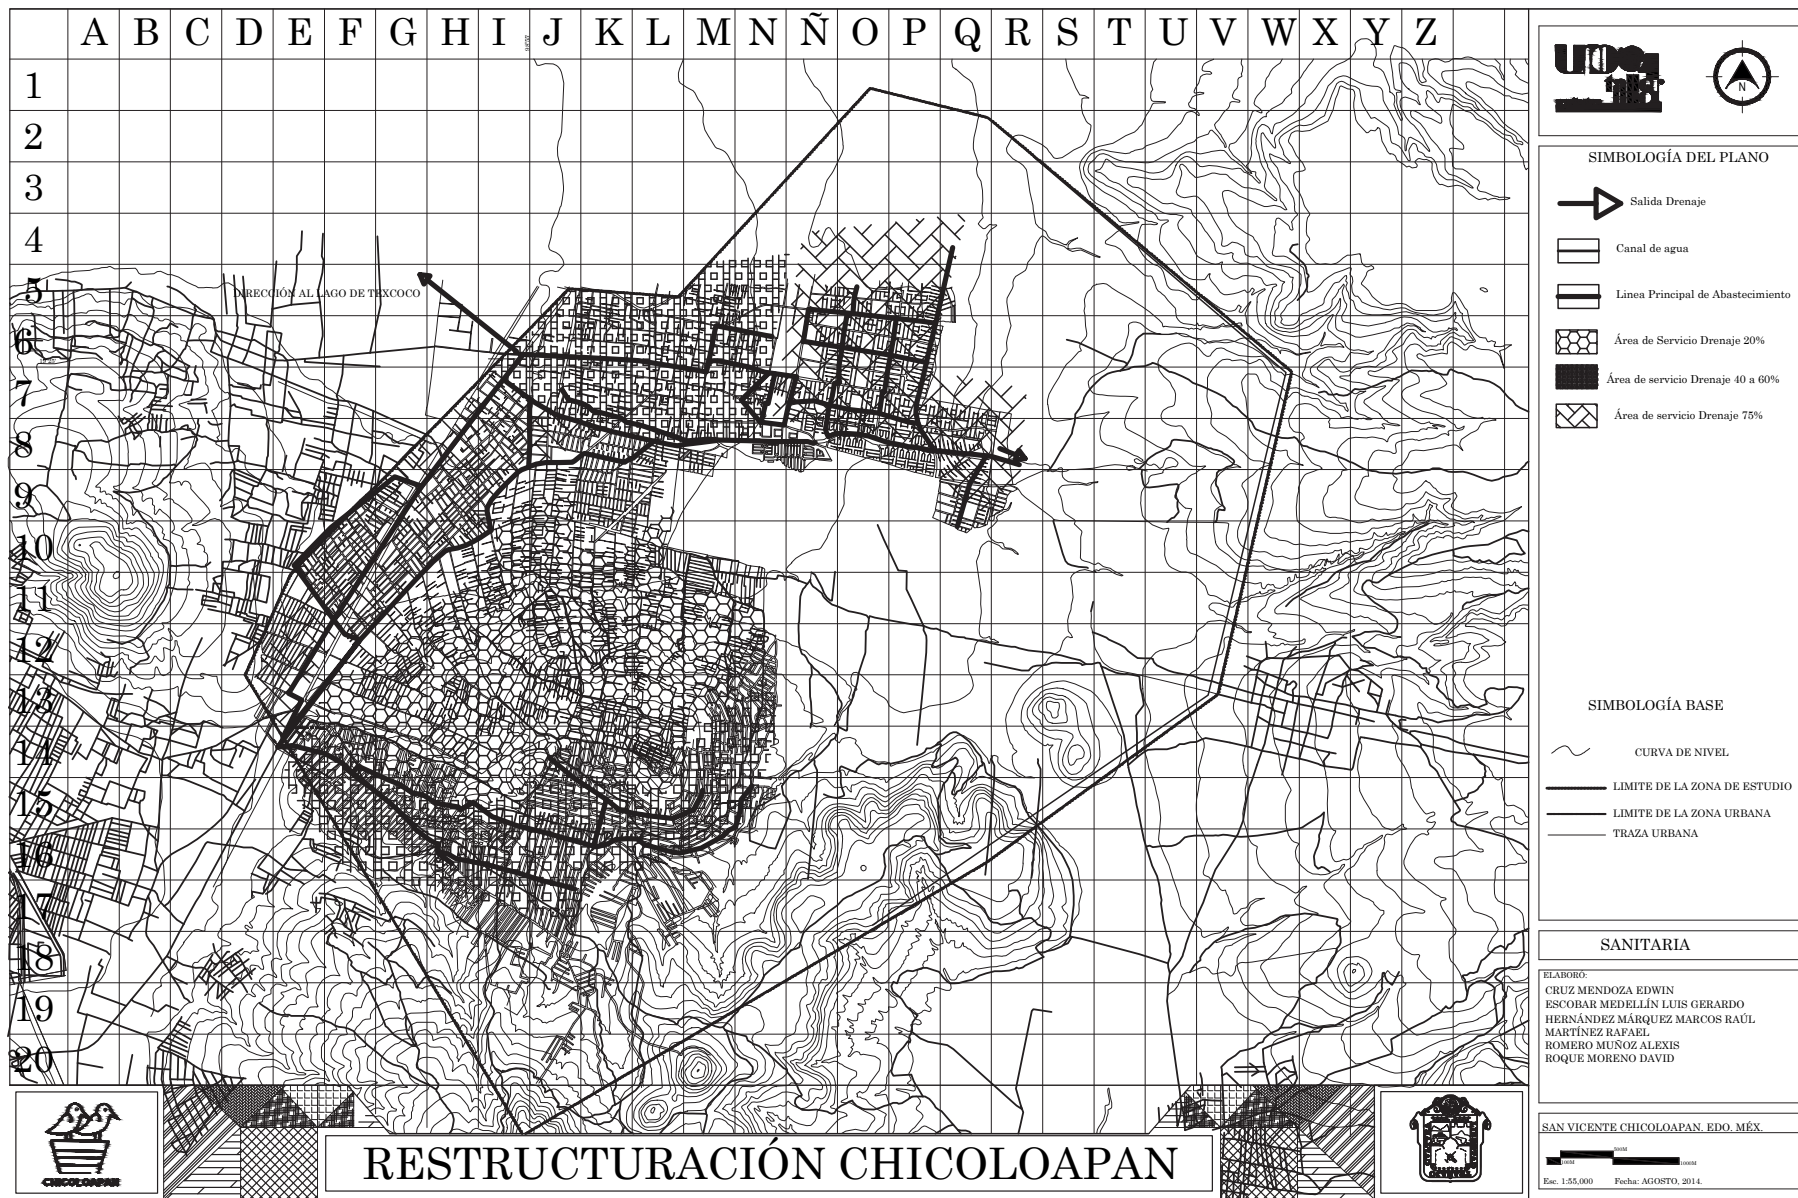 A B C D E F G H I J K L M N Ñ O P Q R S T U V W X Y Z
1
2
3
4
5
6
7
8
9
10
11
12
13
14
15
16
17
18
19
20
DIRECCIÓN AL LAGO DE TEXCOCO
N
SIMBOLOGÍA DEL PLANO
Salida Drenaje
Canal de agua
Linea Principal de Abastecimiento
Área de Servicio Drenaje 20%
Área de servicio Drenaje 40 a 60%
Área de servicio Drenaje 75%
SIMBOLOGÍA BASE
CURVA DE NIVEL
LIMITE DE LA ZONA DE ESTUDIO
LIMITE DE LA ZONA URBANA
TRAZA URBANA
SANITARIA
ELABORÓ:
CRUZ MENDOZA EDWIN
ESCOBAR MEDELLÍN LUIS GERARDO
HERNÁNDEZ MÁRQUEZ MARCOS RAÚL
MARTÍNEZ RAFAEL
ROMERO MUÑOZ ALEXIS
ROQUE MORENO DAVID
SAN VICENTE CHICOLOAPAN. EDO. MÉX.
500M
100M 1000M
Esc. 1:55,000 Fecha: AGOSTO, 2014.
CHICOLOAPAN
RESTRUCTURACIÓN CHICOLOAPAN